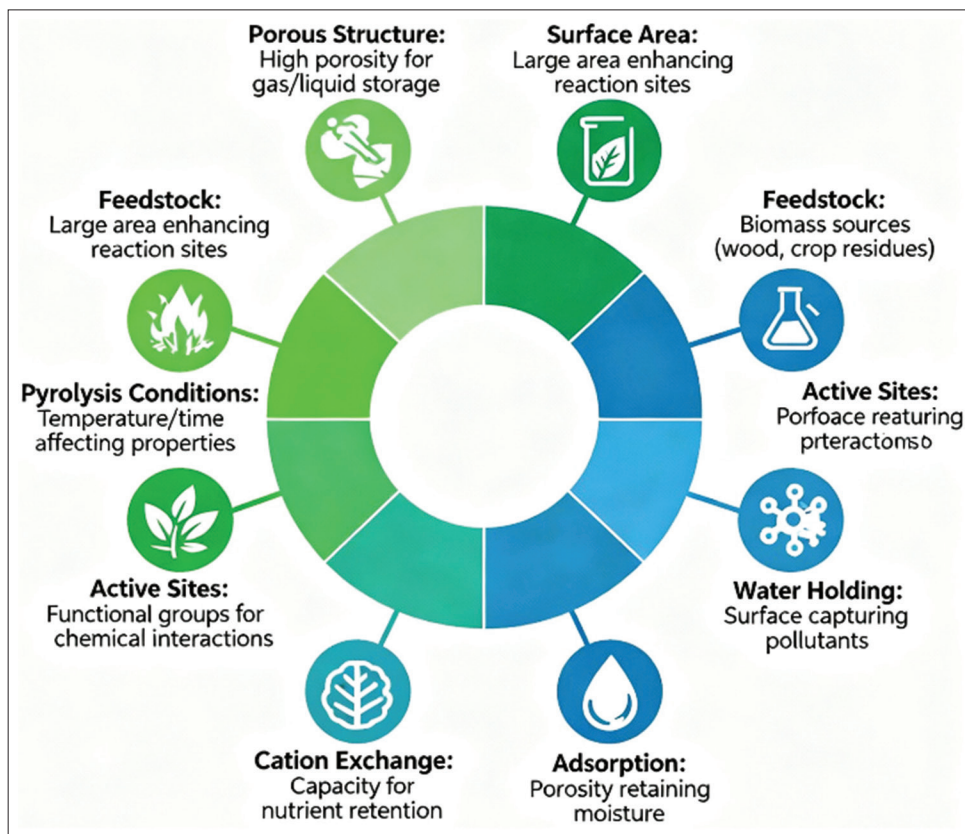 Porous Structure:
High porosity for
gas/liquid storage
Surface Area:
Large area enhancing
reaction sites
Feedstock:
Large area enhancing
reaction sites
Feedstock:
Biomass sources
(wood, crop residues)
Pyrolysis Conditions:
Temperature/time
affecting properties
Active Sites:
Porfoace reaturing
Active Sites:
Functional groups for
chemical interactions
Water Holding:
Surface capturing
pollutants
Cation Exchange:
Capacity for
nutrient retention
Adsorption:
Porosity retaining
moisture